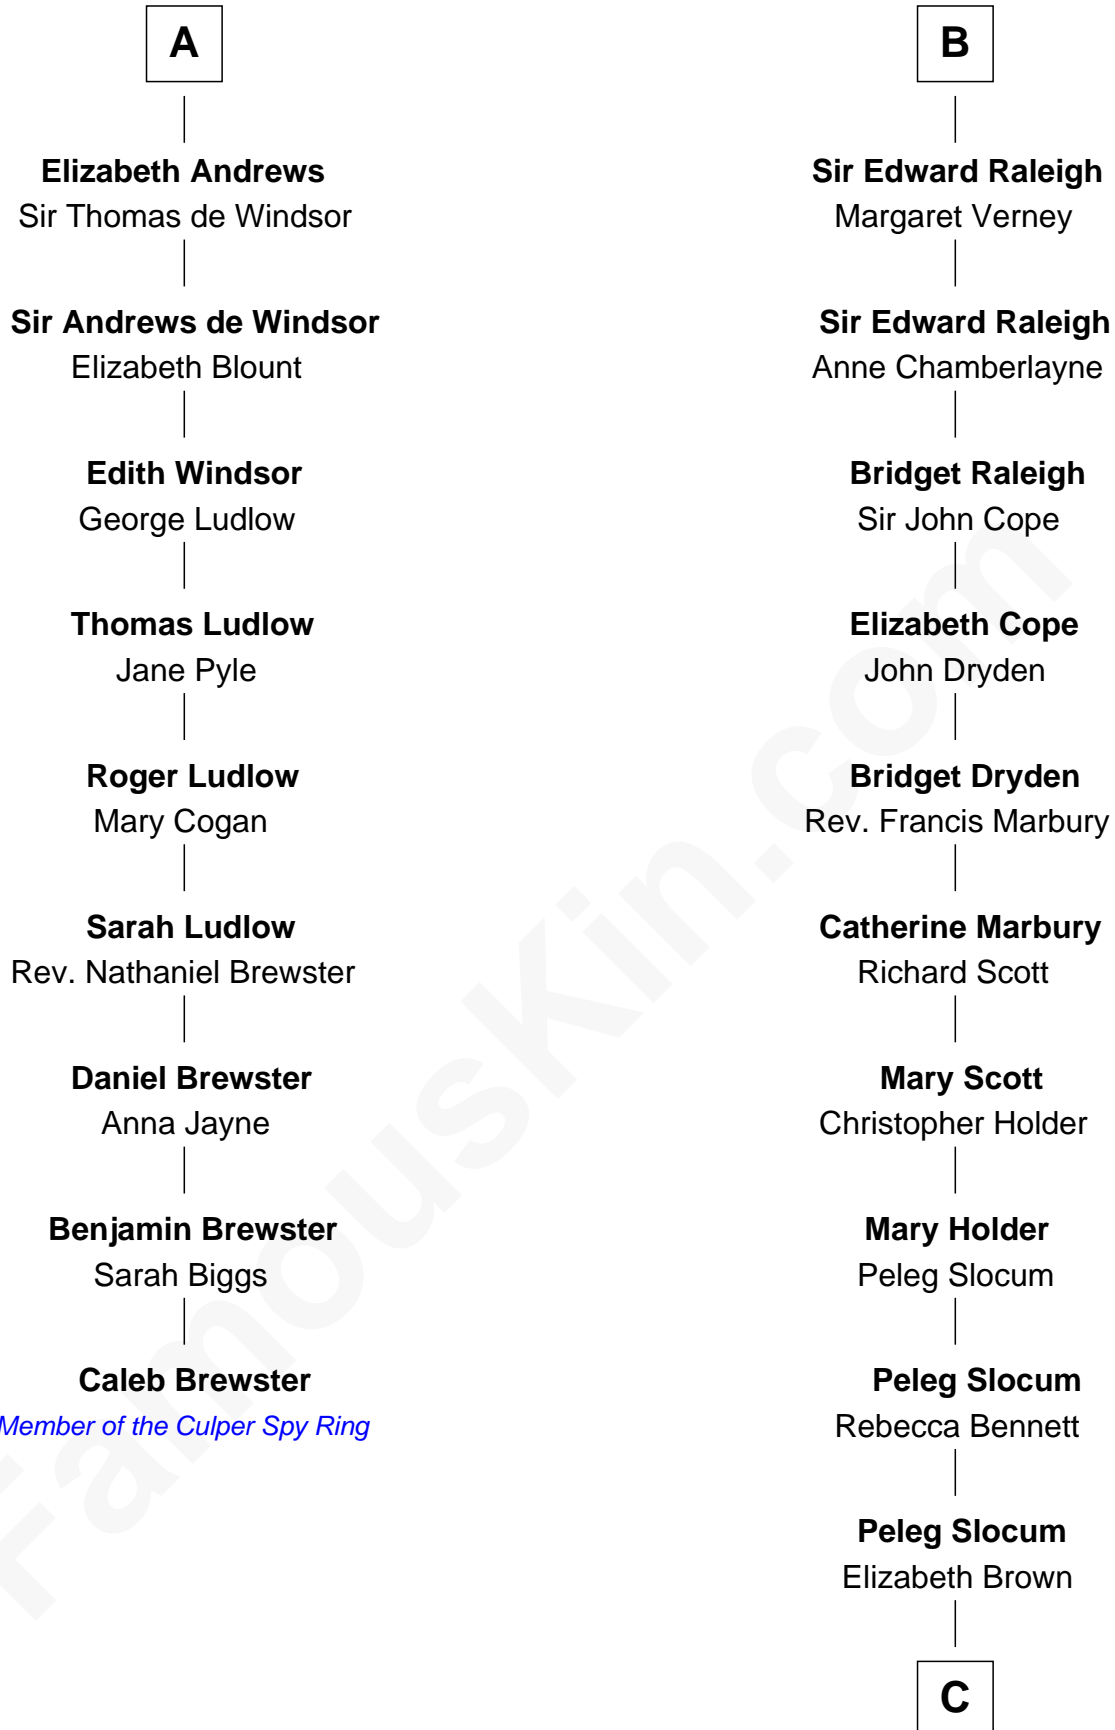 A
Elizabeth Andrews
Sir Thomas de Windsor
Sir Andrews de Windsor
Elizabeth Blount
Edith Windsor
George Ludlow
Thomas Ludlow
Jane Pyle
Roger Ludlow
Mary Cogan
Sarah Ludlow
Rev. Nathaniel Brewster
Daniel Brewster
Anna Jayne
Benjamin Brewster
Sarah Biggs
Caleb Brewster
Member of the Culper Spy Ring
B
Sir Edward Raleigh
Margaret Verney
Sir Edward Raleigh
Anne Chamberlayne
Bridget Raleigh
Sir John Cope
Elizabeth Cope
John Dryden
Bridget Dryden
Rev. Francis Marbury
Catherine Marbury
Richard Scott
Mary Scott
Christopher Holder
Mary Holder
Peleg Slocum
Peleg Slocum
Rebecca Bennett
Peleg Slocum
Elizabeth Brown
C
FamousKin.com